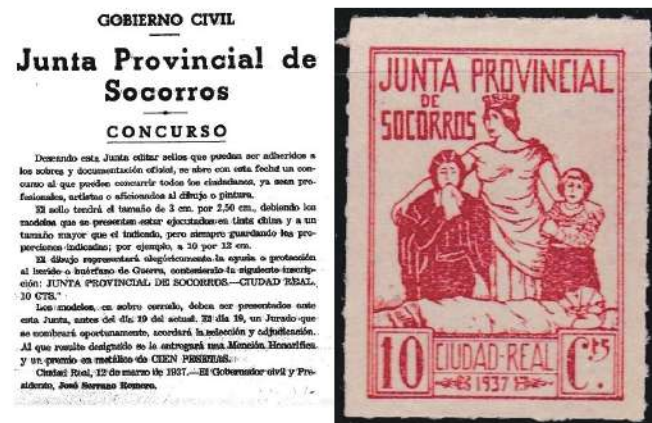 GOBIERNO CIVIL
Junta Provincial de
Socorros
CONCURSO
Deseando esta Junta editar sellos que puedan ser adheridos a
los sobres y documentación oficial, se abre con esta fecha un con-
curso al que pueden concurrir todos los ciudadanos, ya sean pro-
fesionales, artistas o aficionados al dibujo o pintura.
El sello tendrá el tamaño de 3 cm. por 2,50 cm., debiendo los
modelos que se presenten estar ejecutados en tinta china y a un
tamaño mayor que el indicado, pero siempre guardando las pro-
porciones indicadas; por ejemplo, a 10 por 12 cm.
El dibujo representará alegóricamente la ayuda o protección
al herido o huérfano de Guerra, conteniendo la siguiente inscrip-
ción: JUNTA PROVINCIAL DE SOCORROS.—CIUDAD REAL,
10 CTS."
Los modelos, en sobre cerrado, deben ser presentados ante
esta Junta, antes del día 19 del actual. El día 19, un Jurado que
se nombrará oportunamente, acordará la selección y adjudicación.
Al que resulte designado se le entregará una Mención Honorífica
y un premio en metálico de CIEN PESETAS.
Ciudad Real, 12 de marzo de 1937.—El Gobernador civil y Pre-
sidente, José Serrano Romero.
JUNTA PROVINCIAL
DE
SOCORROS
10 CIUDAD-REAL Cts
1937